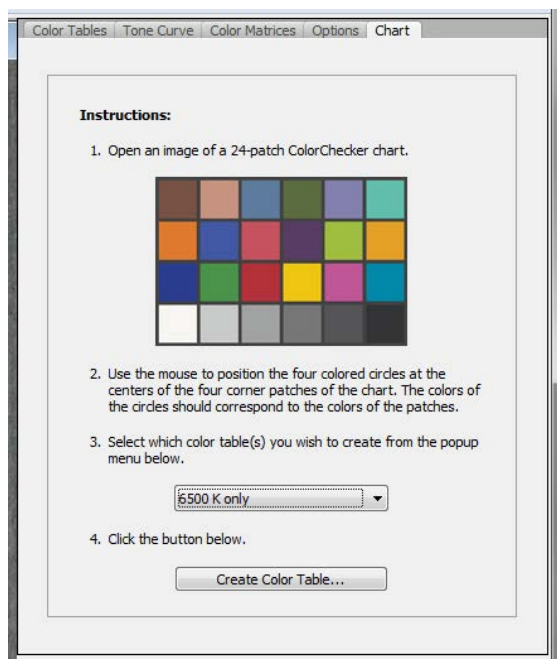 Color Tables Tone Curve Color Matrices Options Chart
Instructions:
1. Open an image of a 24-patch ColorChecker chart.
2. Use the mouse to position the four colored circles at the
centers of the four corner patches of the chart. The colors of
the circles should correspond to the colors of the patches.
3. Select which color table(s) you wish to create from the popup
menu below.
6500 K only
4. Click the button below.
Create Color Table...